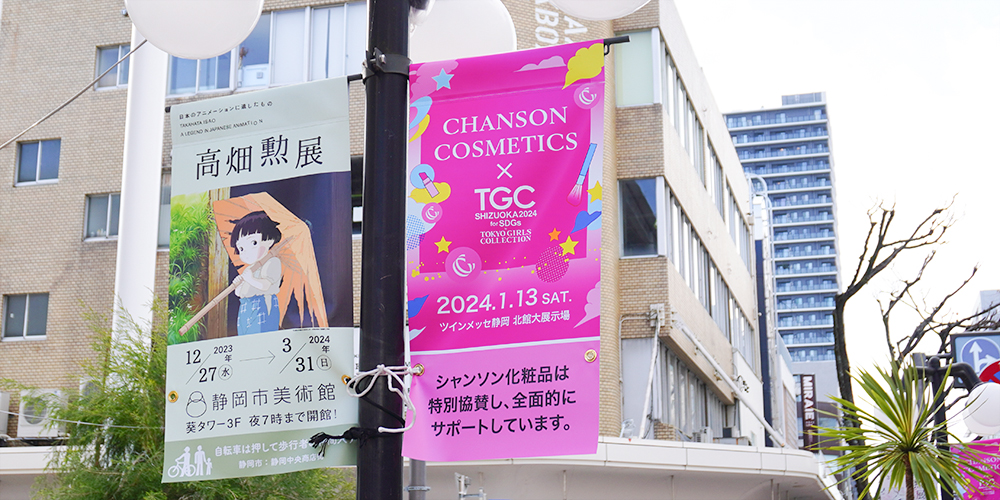 日本のアニメーションに遺したもの
TAKAHATA ISAO
A LEGEND IN JAPANESE ANIMATION
高畑勲展
12/27 2023年 水 → 3/31 2024年 日
静岡市美術館
葵タワー3F 夜7時まで開館!
自転車は押して歩行者
静岡市:静岡中央商店
CHANSON
COSMETICS
×
TGC
SHIZUOKA2024
for SDGs
TOKYO GIRLS
COLLECTION
2024.1.13 SAT.
ツインメッセ静岡 北館大展示場
シャンソン化粧品は
特別協賛し、全面的に
サポートしています。
MIRAIE
CHANSON